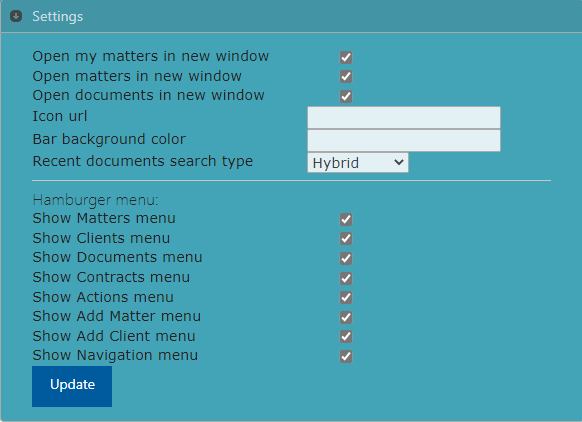 Settings
Open my matters in new window
Open matters in new window
Open documents in new window
Icon url
Bar background color
Recent documents search type Hybrid
Hamburger menu:
Show Matters menu
Show Clients menu
Show Documents menu
Show Contracts menu
Show Actions menu
Show Add Matter menu
Show Add Client menu
Show Navigation menu
Update